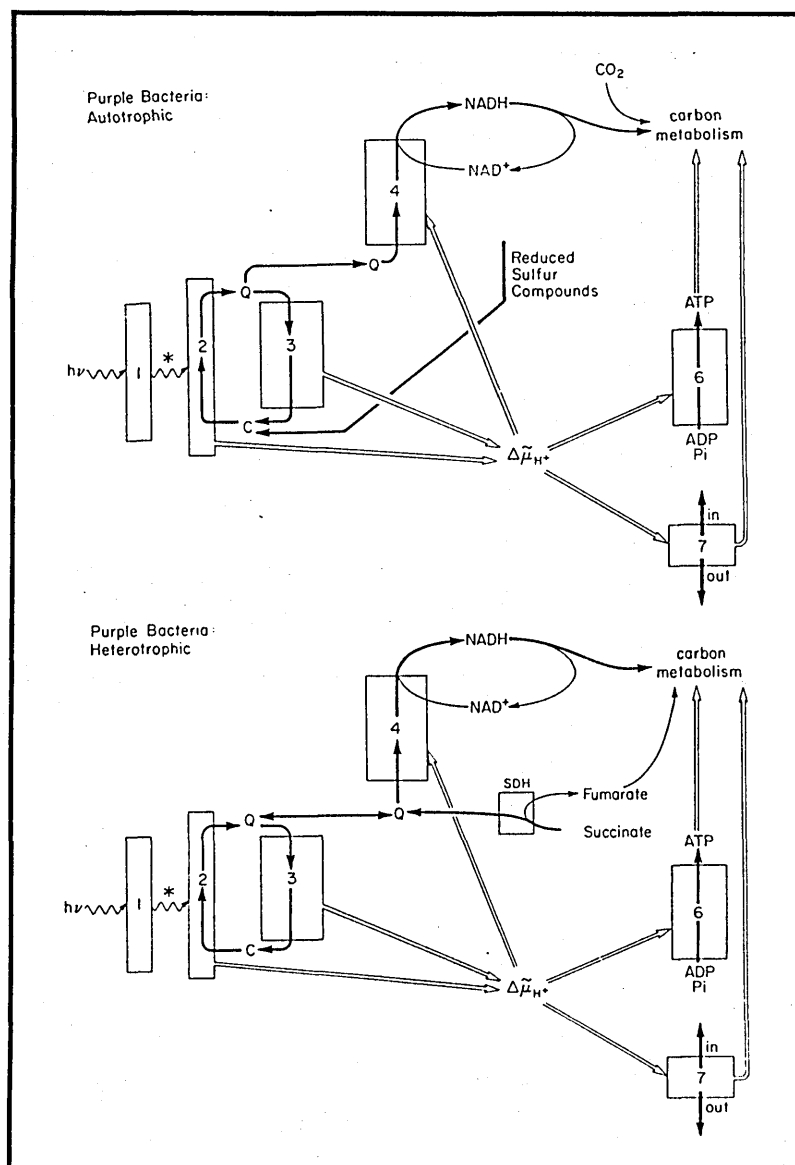 Purple Bacteria:
Autotrophic
CO₂
carbon
metabolism
NADH
NAD⁺
4
Q
Q
Reduced
Sulfur
Compounds
hν
1
*
2
3
C
Δμ̃H⁺
ATP
6
ADP
Pi
in
7
out
Purple Bacteria:
Heterotrophic
carbon
metabolism
NADH
NAD⁺
4
SDH
Fumarate
Succinate
Q
Q
hν
1
*
2
3
C
Δμ̃H⁺
ATP
6
ADP
Pi
in
7
out